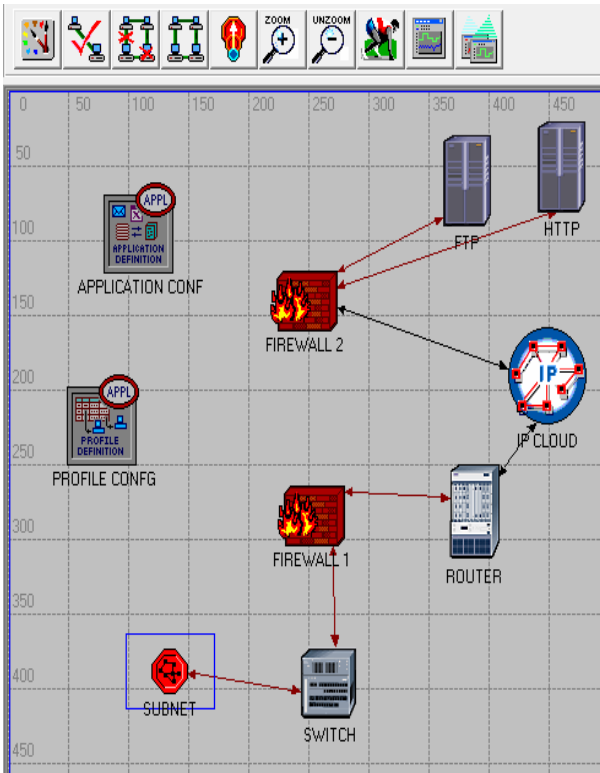 ZOOM
UNZOOM
0 50 100 150 200 250 300 350 400 450
50
100
150
200
250
300
350
400
450
APPL
APPLICATION
DEFINITION
APPLICATION CONF
FTP
HTTP
FIREWALL 2
IP
IP CLOUD
APPL
PROFILE
DEFINITION
PROFILE CONFG
FIREWALL 1
ROUTER
SUBNET
SWITCH